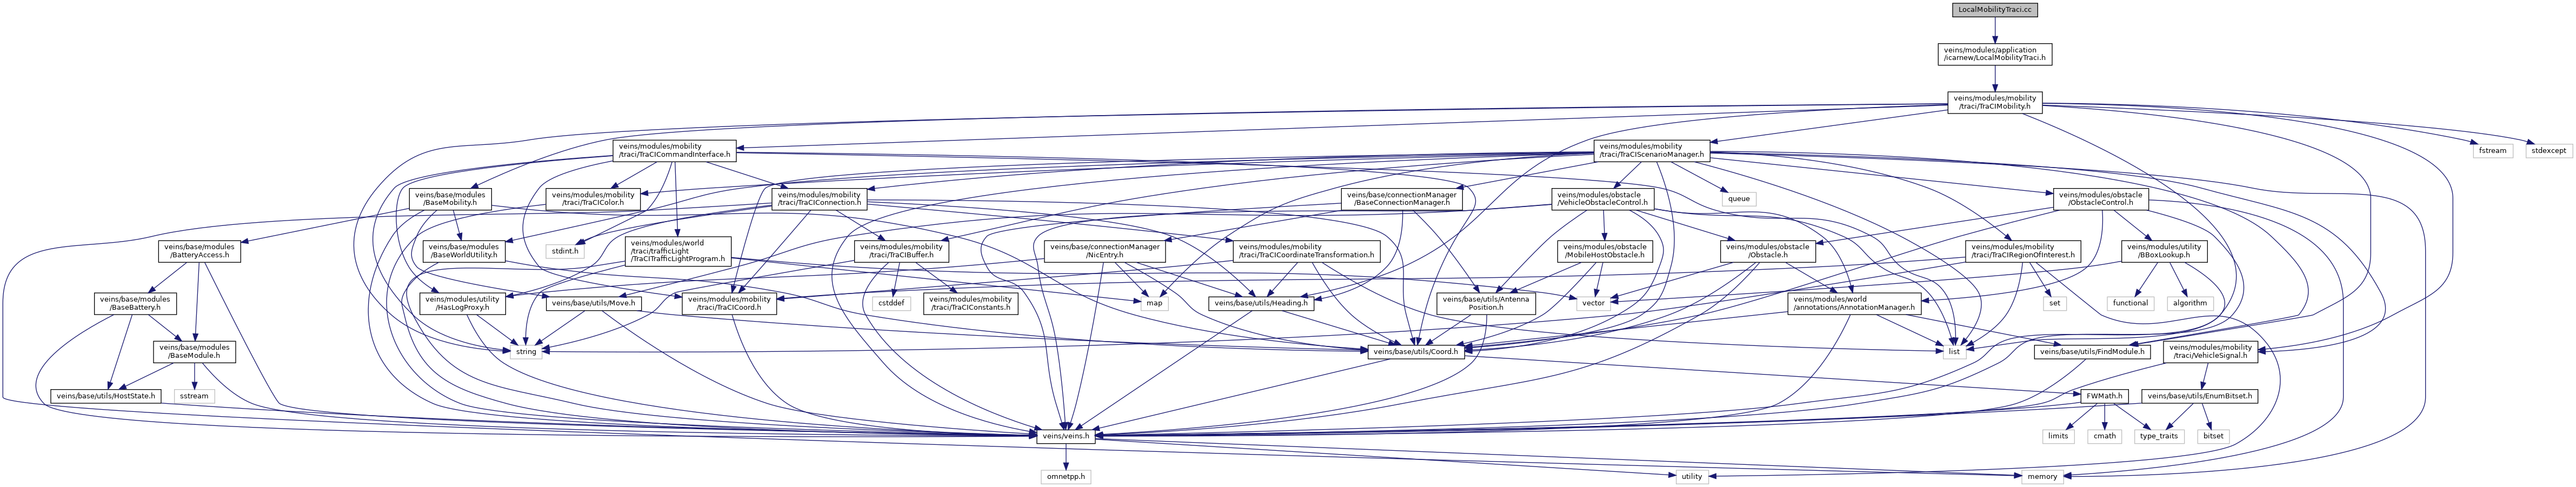 LocalMobilityTraci.cc
veins/modules/application
/icarnew/LocalMobilityTraci.h
veins/modules/mobility
/traci/TraCIMobility.h
veins/modules/mobility
/traci/TraCICommandInterface.h
veins/modules/mobility
/traci/TraCIScenarioManager.h
fstream
stdexcept
veins/base/modules
/BaseMobility.h
veins/modules/mobility
/traci/TraCIColor.h
veins/modules/mobility
/traci/TraCIConnection.h
veins/base/connectionManager
/BaseConnectionManager.h
veins/modules/obstacle
/VehicleObstacleControl.h
queue
veins/modules/obstacle
/ObstacleControl.h
veins/base/modules
/BatteryAccess.h
veins/base/modules
/BaseWorldUtility.h
stdint.h
veins/modules/world
/traci/trafficLight
/TraCITrafficLightProgram.h
veins/modules/mobility
/traci/TraCIBuffer.h
veins/base/connectionManager
/NicEntry.h
veins/modules/mobility
/traci/TraCICoordinateTransformation.h
veins/modules/obstacle
/MobileHostObstacle.h
veins/modules/obstacle
/Obstacle.h
veins/modules/mobility
/traci/TraCIRegionOfInterest.h
veins/modules/utility
/BBoxLookup.h
veins/base/modules
/BaseBattery.h
veins/modules/utility
/HasLogProxy.h
veins/base/utils/Move.h
veins/modules/mobility
/traci/TraCICoord.h
cstddef
veins/modules/mobility
/traci/TraCIConstants.h
map
veins/base/utils/Heading.h
veins/base/utils/Antenna
Position.h
vector
veins/modules/world
/annotations/AnnotationManager.h
set
functional
algorithm
veins/base/modules
/BaseModule.h
string
veins/base/utils/Coord.h
list
veins/base/utils/FindModule.h
veins/modules/mobility
/traci/VehicleSignal.h
veins/base/utils/HostState.h
sstream
FWMath.h
veins/base/utils/EnumBitset.h
veins/veins.h
limits
cmath
type_traits
bitset
omnetpp.h
utility
memory